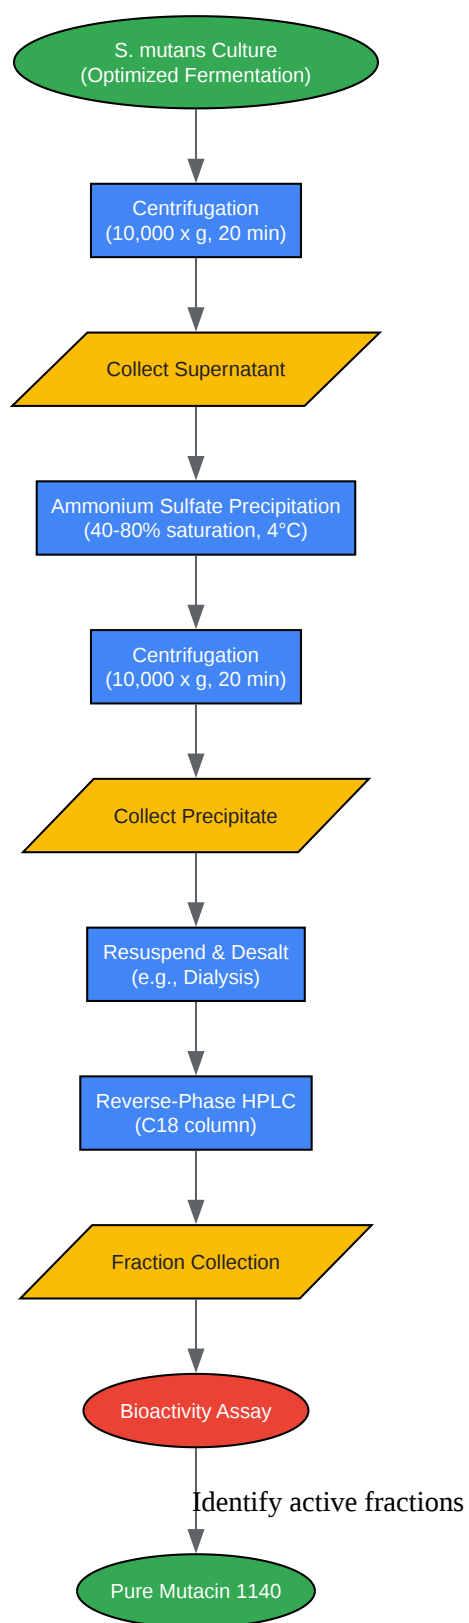 S. mutans Culture
(Optimized Fermentation)
Centrifugation
(10,000 x g, 20 min)
Collect Supernatant
Ammonium Sulfate Precipitation
(40-80% saturation, 4°C)
Centrifugation
(10,000 x g, 20 min)
Collect Precipitate
Resuspend & Desalt
(e.g., Dialysis)
Reverse-Phase HPLC
(C18 column)
Fraction Collection
Bioactivity Assay
Identify active fractions
Pure Mutacin 1140